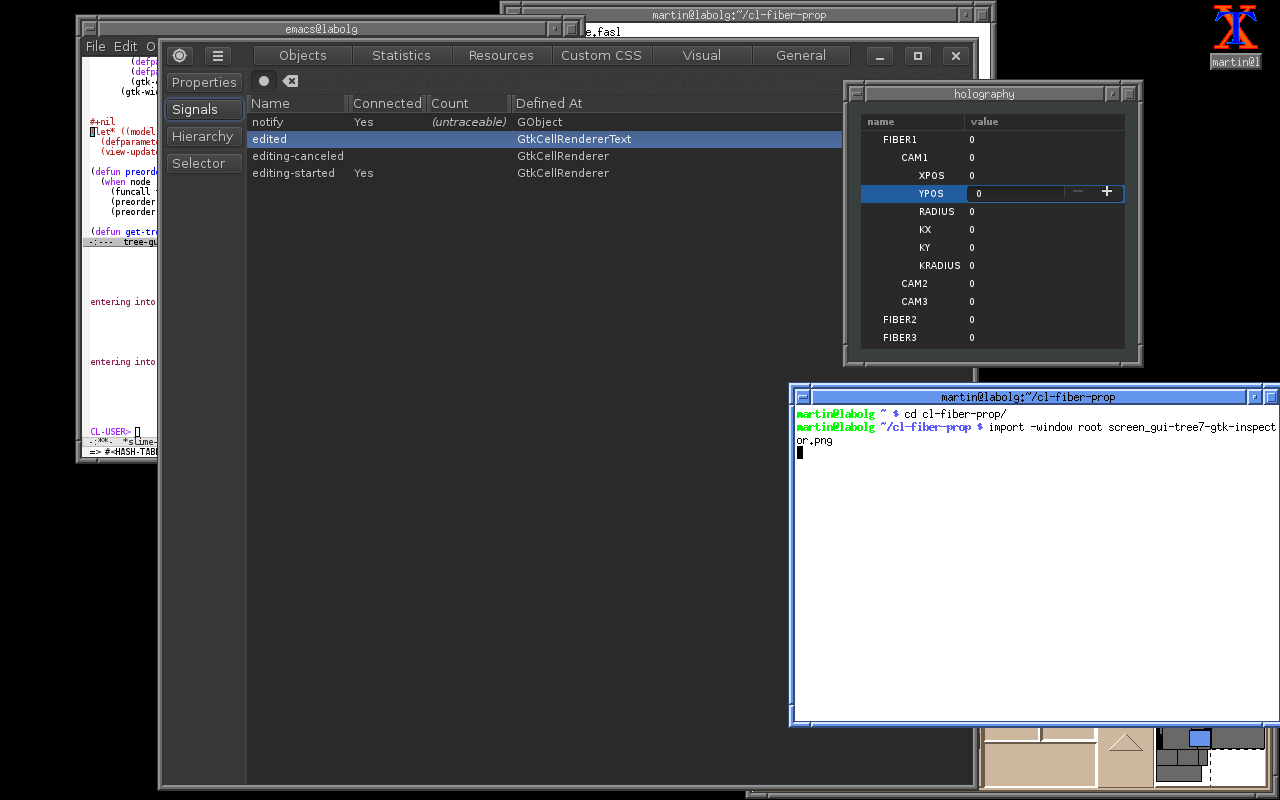 martin@labolg:~/cl-fiber-prop
e.fasl
martin@l
emacs@labolg
File Edit O
(defp
(defp
(gtk-
(gtk-wi
#+nil
(let* ((model
(defparamet
(view-updat
(defun preord
(when node
(funcall
(preorder
(preorder
(defun get-tr
-:--- tree-gu
entering into
entering into
CL-USER>
-:**- *slime-
=> #<HASH-TAB
Objects
Statistics
Resources
Custom CSS
Visual
General
Properties
Signals
Hierarchy
Selector
Name Connected Count Defined At
notify Yes (untraceable) GObject
edited GtkCellRendererText
editing-canceled GtkCellRenderer
editing-started Yes GtkCellRenderer
holography
name value
FIBER1 0
CAM1 0
XPOS 0
YPOS 0 − +
RADIUS 0
KX 0
KY 0
KRADIUS 0
CAM2 0
CAM3 0
FIBER2 0
FIBER3 0
martin@labolg:~/cl-fiber-prop
martin@labolg ~ $ cd cl-fiber-prop/
martin@labolg ~/cl-fiber-prop $ import -window root screen_gui-tree7-gtk-inspect
or.png